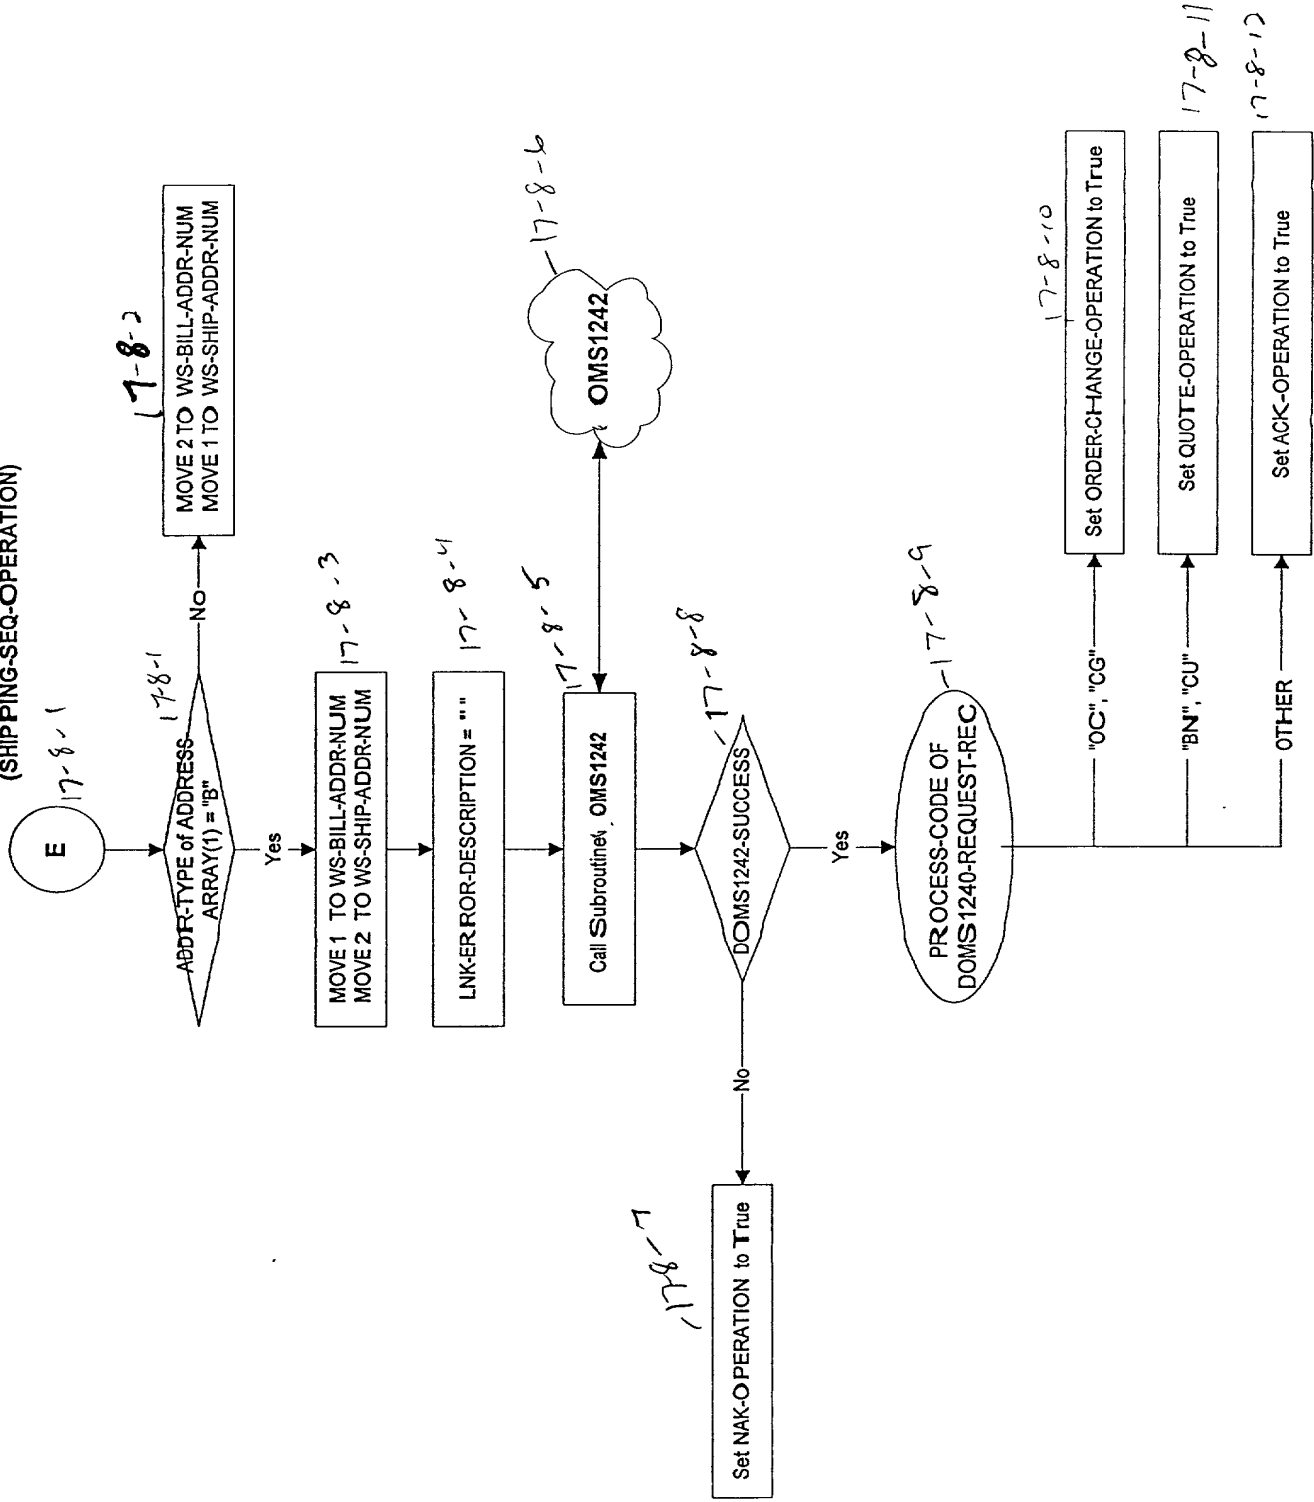 (SHIPPING-SEQ-OPERATION)
E
17-8-1
17-8-1
ADDR-TYPE of ADDRESS-
ARRAY(1) = "B"
No
17-8-2
MOVE 2 TO WS-BILL-ADDR-NUM
MOVE 1 TO WS-SHIP-ADDR-NUM
Yes
17-8-3
MOVE 1 TO WS-BILL-ADDR-NUM
MOVE 2 TO WS-SHIP-ADDR-NUM
17-8-4
LNK-ERROR-DESCRIPTION = " "
17-8-5
Call Subroutine, OMS1242
17-8-6
OMS1242
17-8-8
DOMS1242-SUCCESS
No
17-8-7
Set NAK-OPERATION to True
Yes
17-8-9
PROCESS-CODE OF
DOMS1240-REQUEST-REC
"OC", "CG"
17-8-10
Set ORDER-CHANGE-OPERATION to True
"BN", "CU"
17-8-11
Set QUOTE-OPERATION to True
OTHER
17-8-12
Set ACK-OPERATION to True